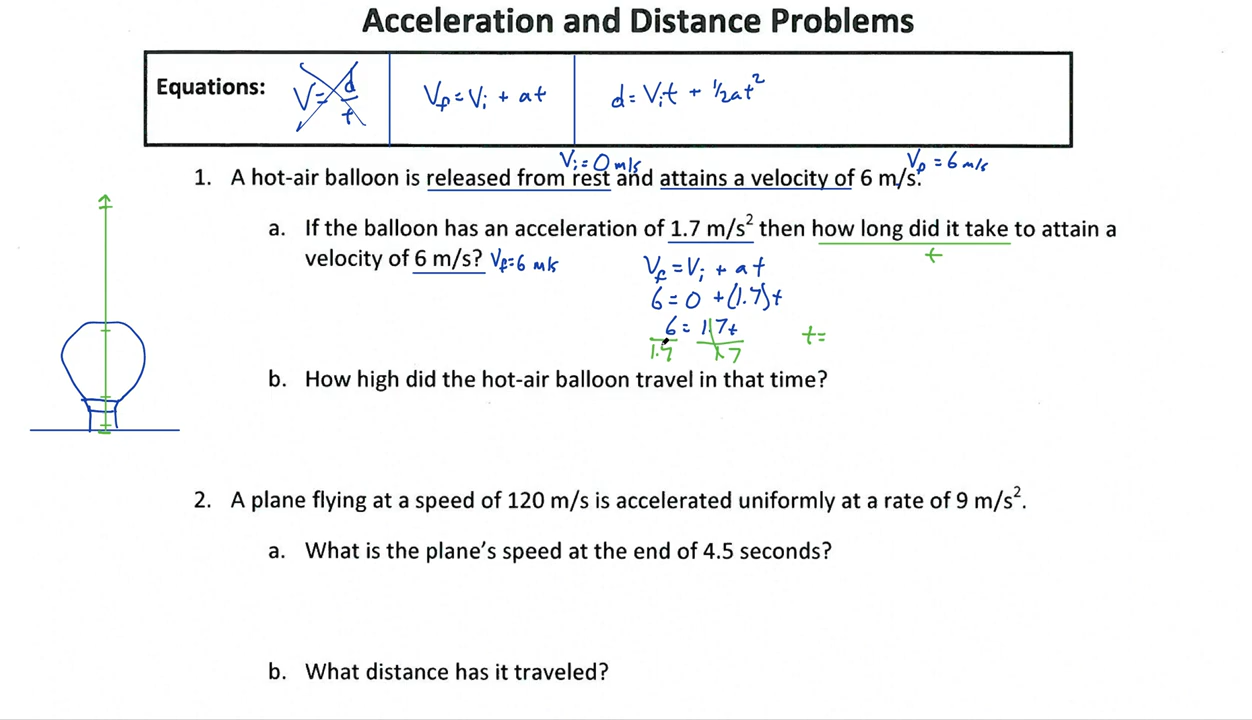 Acceleration and Distance Problems
Equations: V = d/t Vf = Vi + at d = Vit + ½at²
Vi = 0 m/s Vf = 6 m/s
1. A hot-air balloon is released from rest and attains a velocity of 6 m/s.
a. If the balloon has an acceleration of 1.7 m/s² then how long did it take to attain a
t
velocity of 6 m/s? Vf = 6 m/s Vf = Vi + at
6 = 0 + (1.7)t
6 = 1.7t t =
1.7 1.7
b. How high did the hot-air balloon travel in that time?
2. A plane flying at a speed of 120 m/s is accelerated uniformly at a rate of 9 m/s².
a. What is the plane's speed at the end of 4.5 seconds?
b. What distance has it traveled?